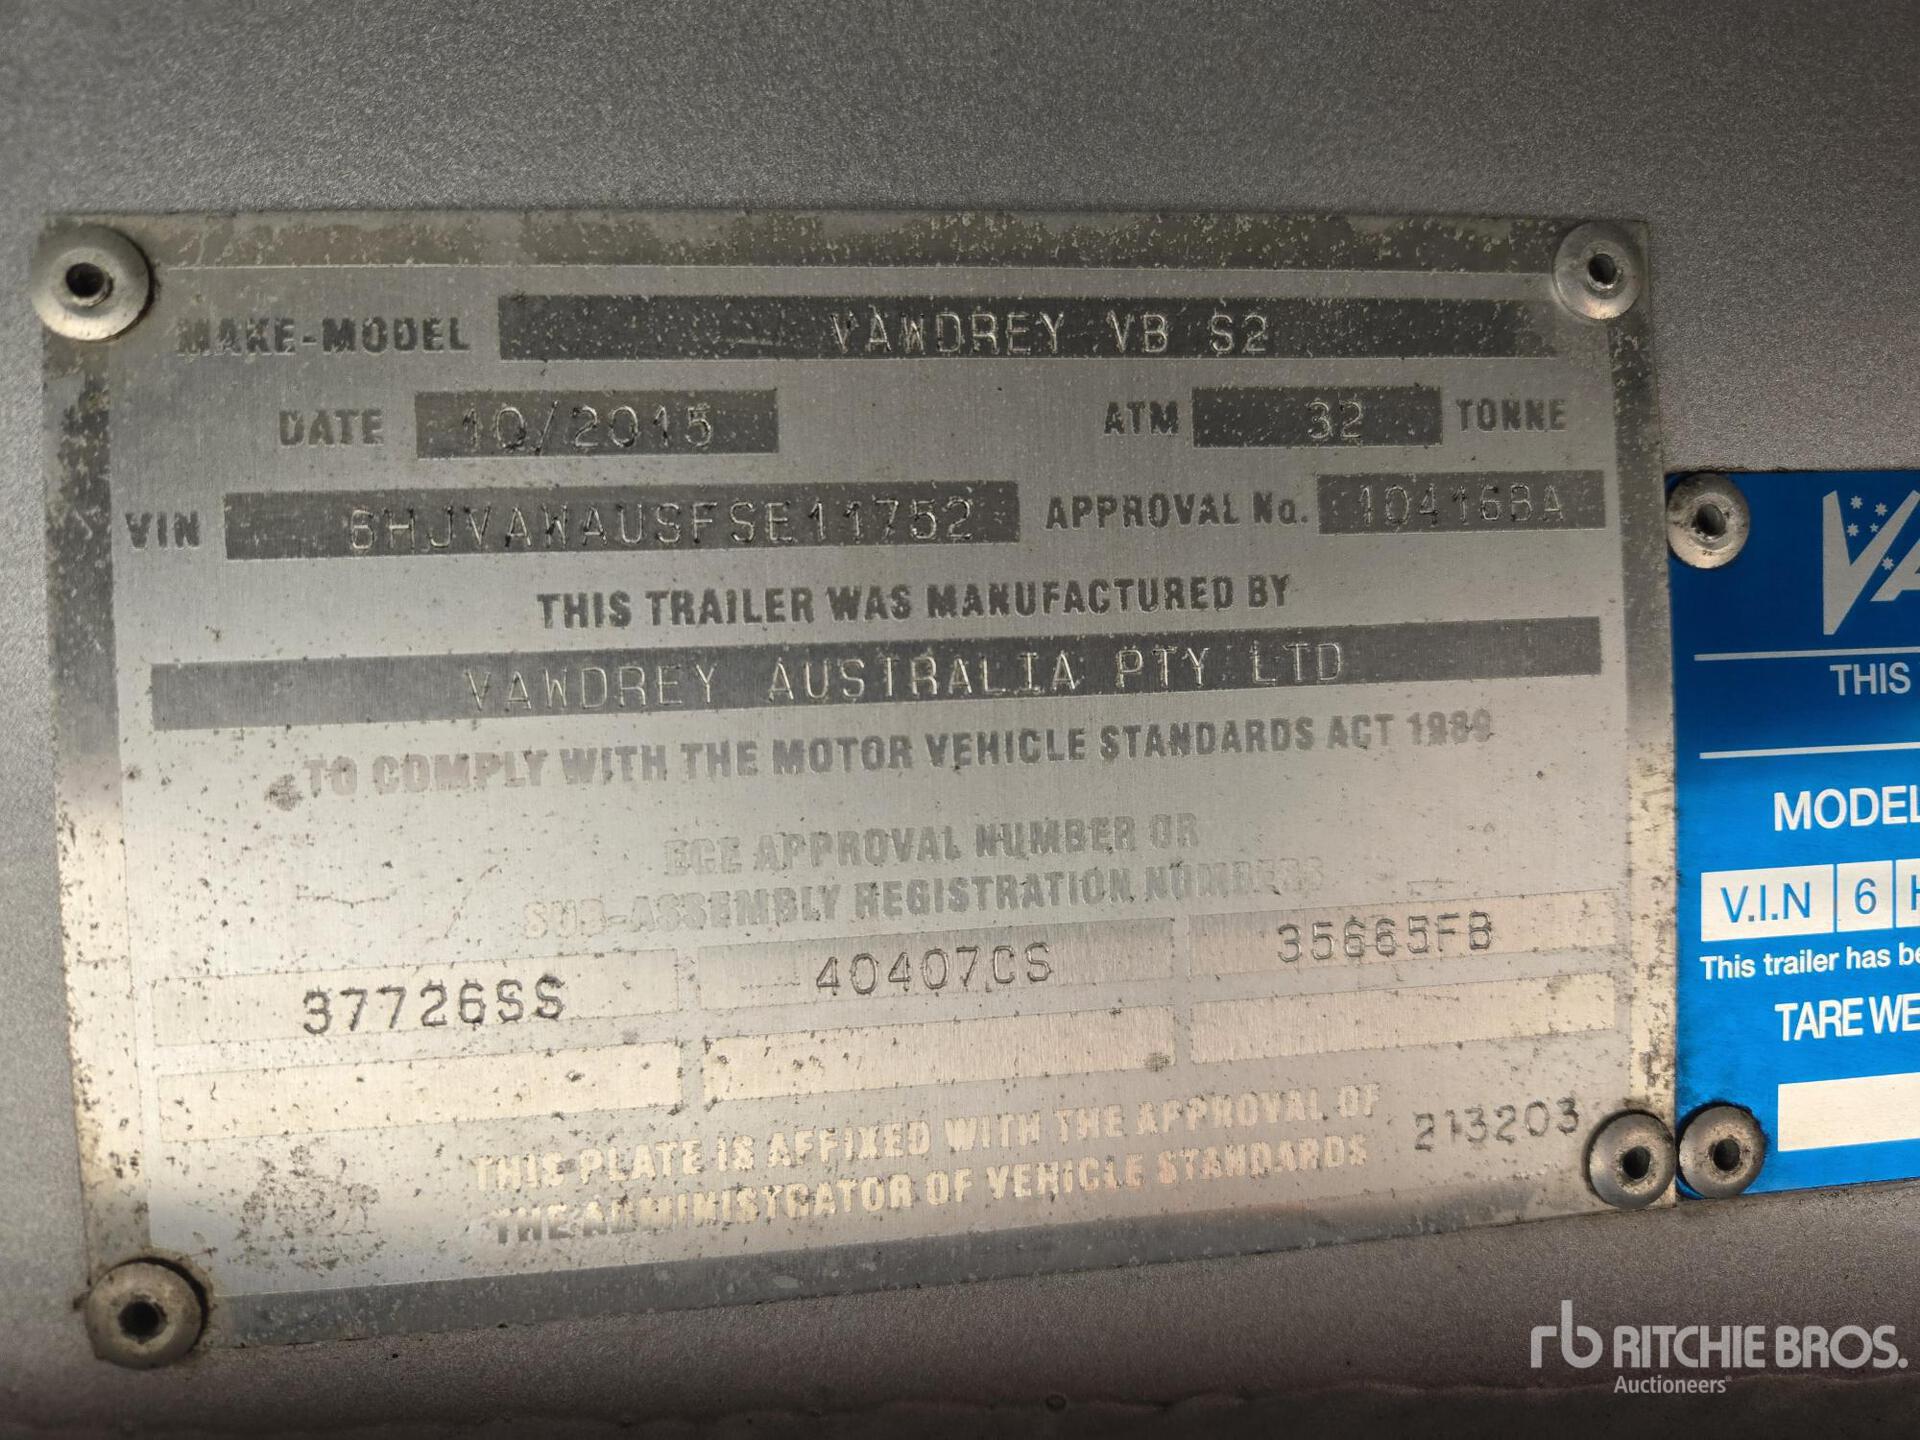 MAKE-MODEL VAWDREY VB S2
DATE 10/2015 ATM 32 TONNE
VIN 6HJVAWAUSFSE11752 APPROVAL No. 10416BA
THIS TRAILER WAS MANUFACTURED BY
VAWDREY AUSTRALIA PTY LTD
TO COMPLY WITH THE MOTOR VEHICLE STANDARDS ACT 1989
ECE APPROVAL NUMBER OR
SUB-ASSEMBLY REGISTRATION NUMBERS
37726SS 40407CS 35665FB
THIS PLATE IS AFFIXED WITH THE APPROVAL OF
THE ADMINISTRATOR OF VEHICLE STANDARDS
213203
VA
THIS
MODEL
V.I.N 6 H
This trailer has be
TARE WE
rb RITCHIE BROS.
Auctioneers